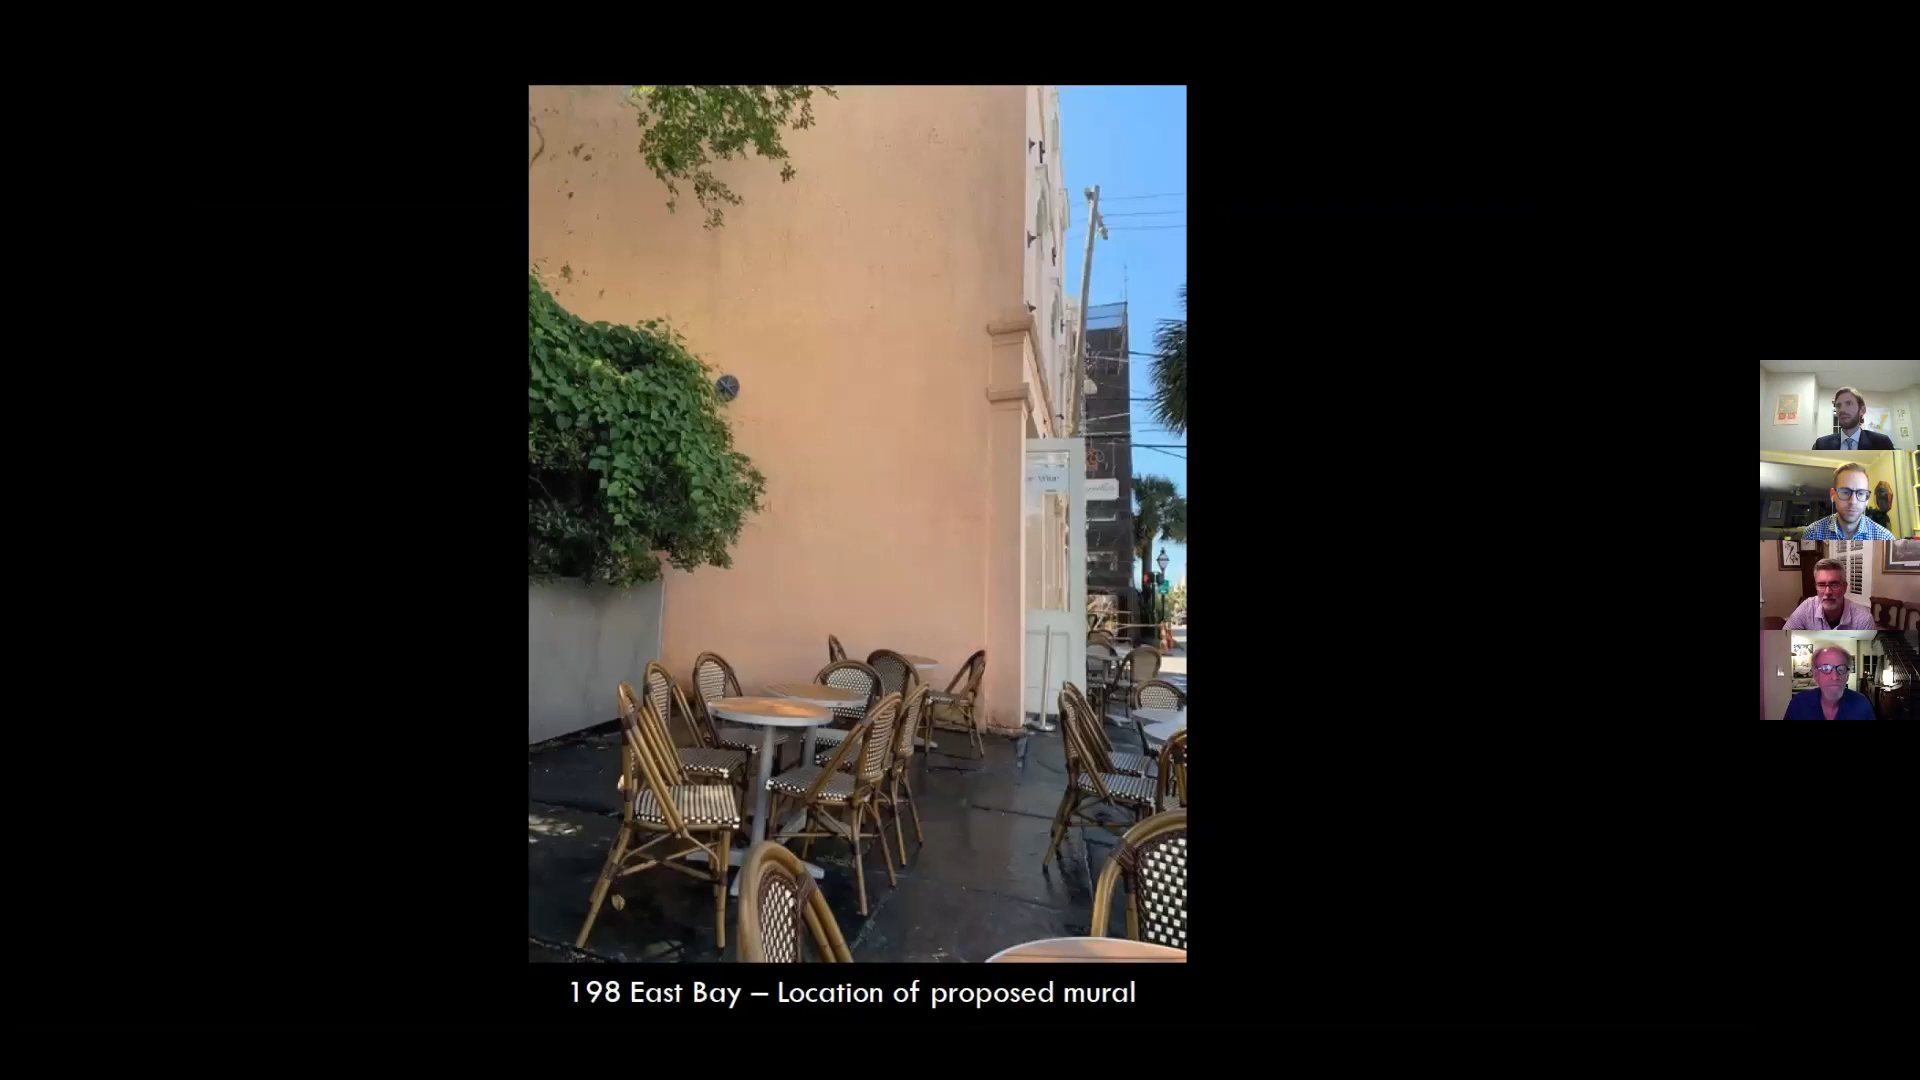 198 East Bay – Location of proposed mural